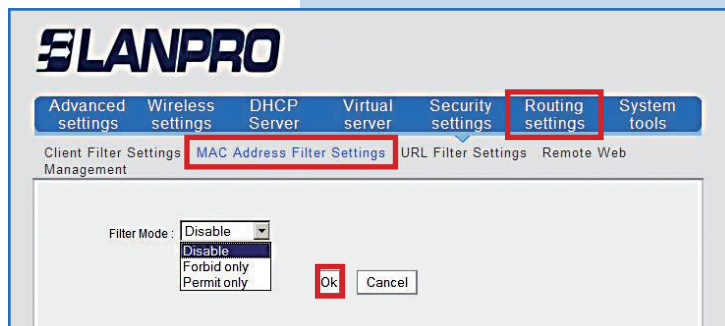 LANPRO
Advanced settings Wireless settings DHCP Server Virtual server Security settings Routing settings System tools
Client Filter Settings MAC Address Filter Settings URL Filter Settings Remote Web
Management
Filter Mode : Disable
Disable
Forbid only
Permit only
Ok Cancel